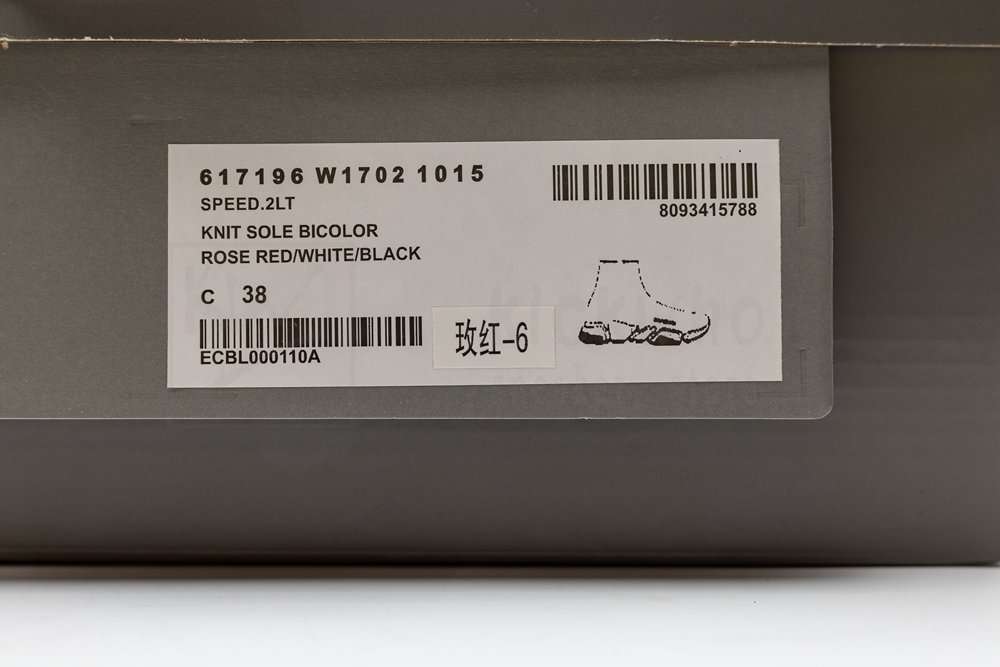 617196 W1702 1015
SPEED.2LT
KNIT SOLE BICOLOR
ROSE RED/WHITE/BLACK
C 38
ECBL000110A
8093415788
玫红-6